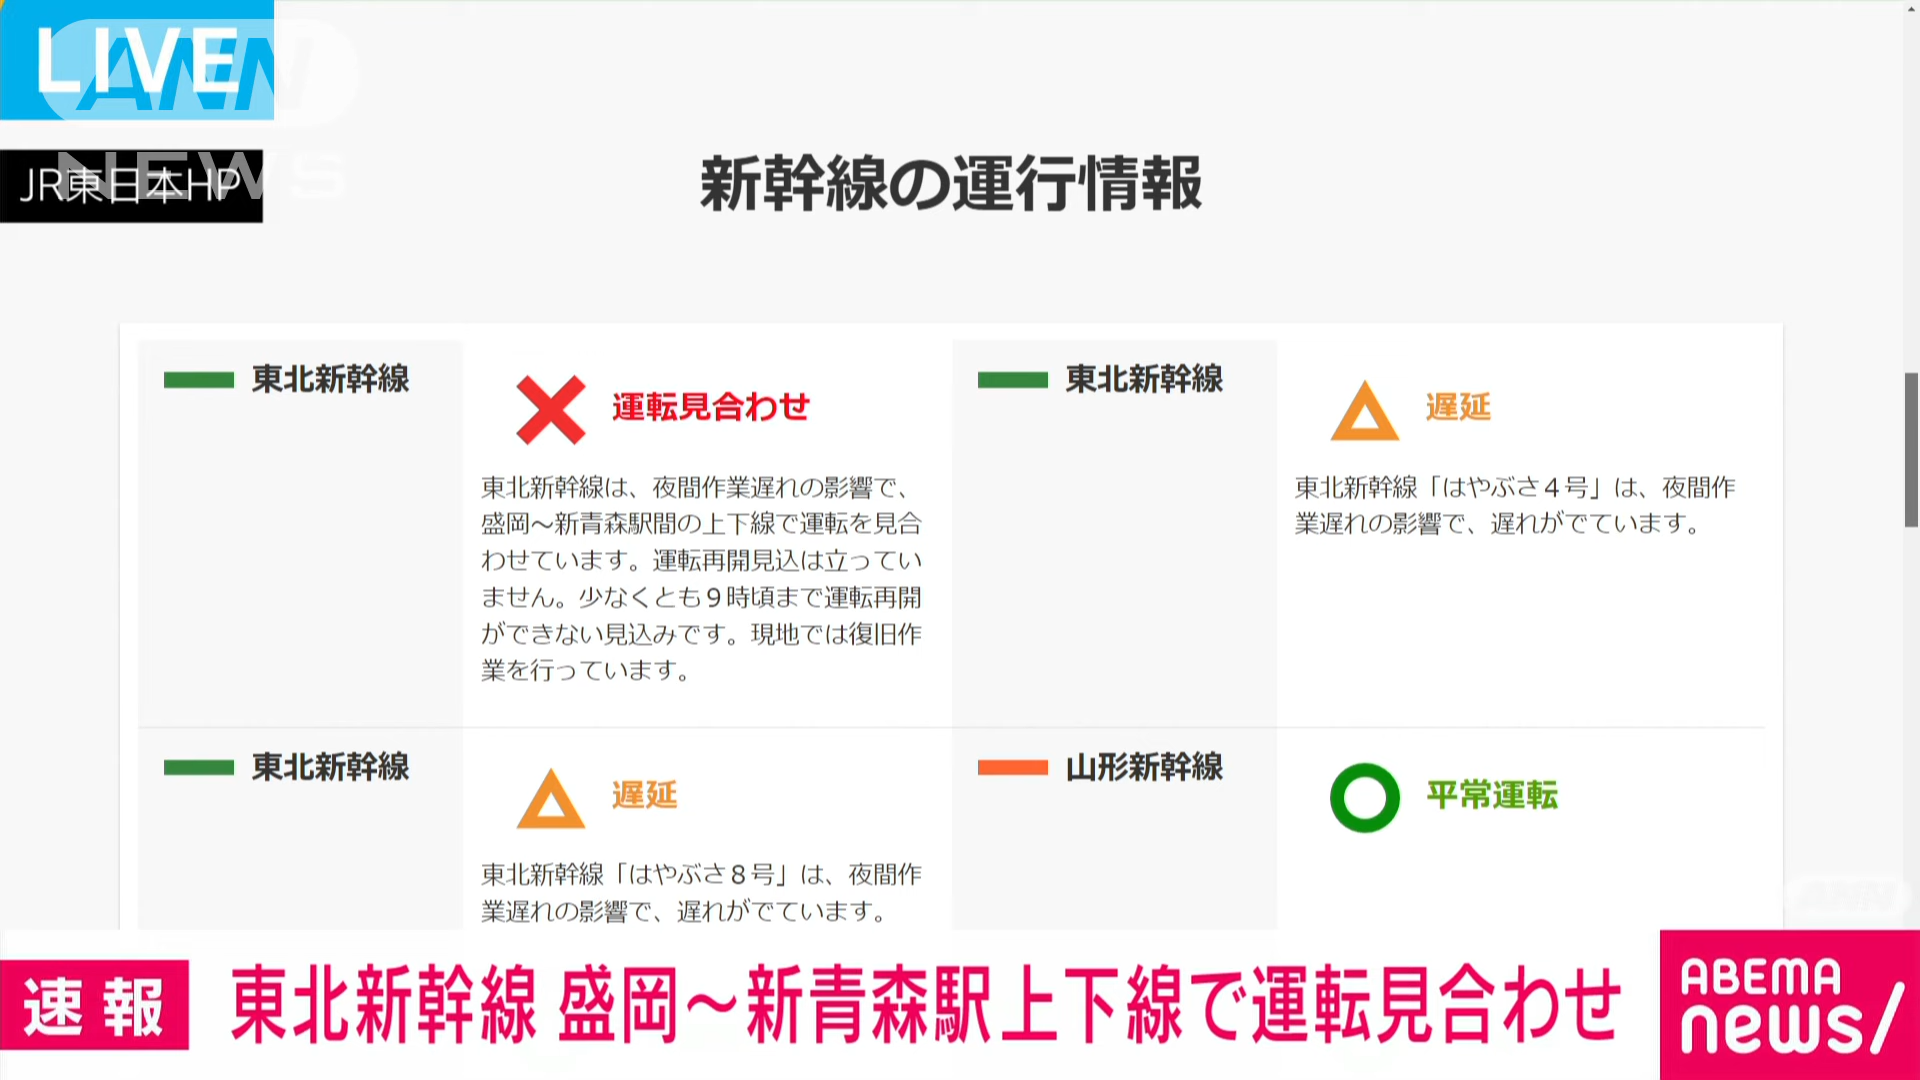 LIVE
ANN
NEWS
JR東日本HP
新幹線の運行情報
東北新幹線
運転見合わせ
東北新幹線は、夜間作業遅れの影響で、
盛岡～新青森駅間の上下線で運転を見合
わせています。運転再開見込は立ってい
ません。少なくとも９時頃まで運転再開
ができない見込みです。現地では復旧作
業を行っています。
東北新幹線
遅延
東北新幹線「はやぶさ４号」は、夜間作
業遅れの影響で、遅れがでています。
東北新幹線
遅延
東北新幹線「はやぶさ８号」は、夜間作
業遅れの影響で、遅れがでています。
山形新幹線
平常運転
ANN
速報
東北新幹線 盛岡～新青森駅 上下線で運転見合わせ
ABEMA
news/